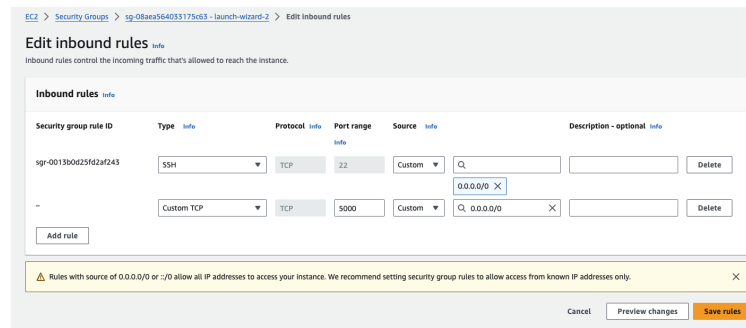 EC2 > Security Groups > sg-08aea564033175c63 - launch-wizard-2 > Edit inbound rules
Edit inbound rules Info
Inbound rules control the incoming traffic that's allowed to reach the instance.
Inbound rules Info
Security group rule ID Type Info Protocol Info Port range Info Source Info Description - optional Info
sgr-0013b0d25fd2af243 SSH TCP 22 Custom Delete
0.0.0.0/0
– Custom TCP TCP 5000 Custom 0.0.0.0/0 Delete
Add rule
Rules with source of 0.0.0.0/0 or ::/0 allow all IP addresses to access your instance. We recommend setting security group rules to allow access from known IP addresses only.
Cancel Preview changes Save rules